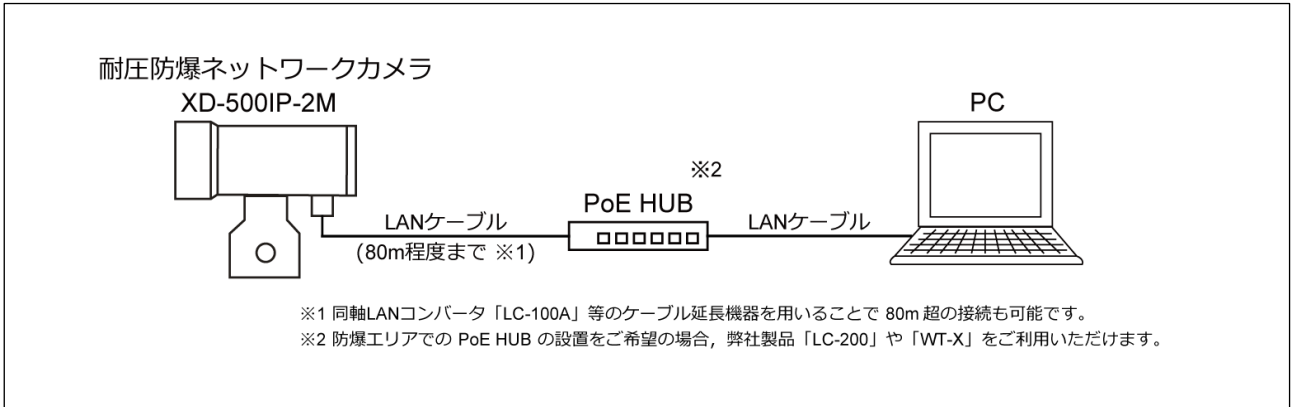 耐圧防爆ネットワークカメラ
XD-500IP-2M
PC
※2
PoE HUB
LANケーブル
(80m程度まで ※1)
LANケーブル
※1 同軸LANコンバータ「LC-100A」等のケーブル延長機器を用いることで 80m 超の接続も可能です。
※2 防爆エリアでの PoE HUB の設置をご希望の場合，弊社製品「LC-200」や「WT-X」をご利用いただけます。